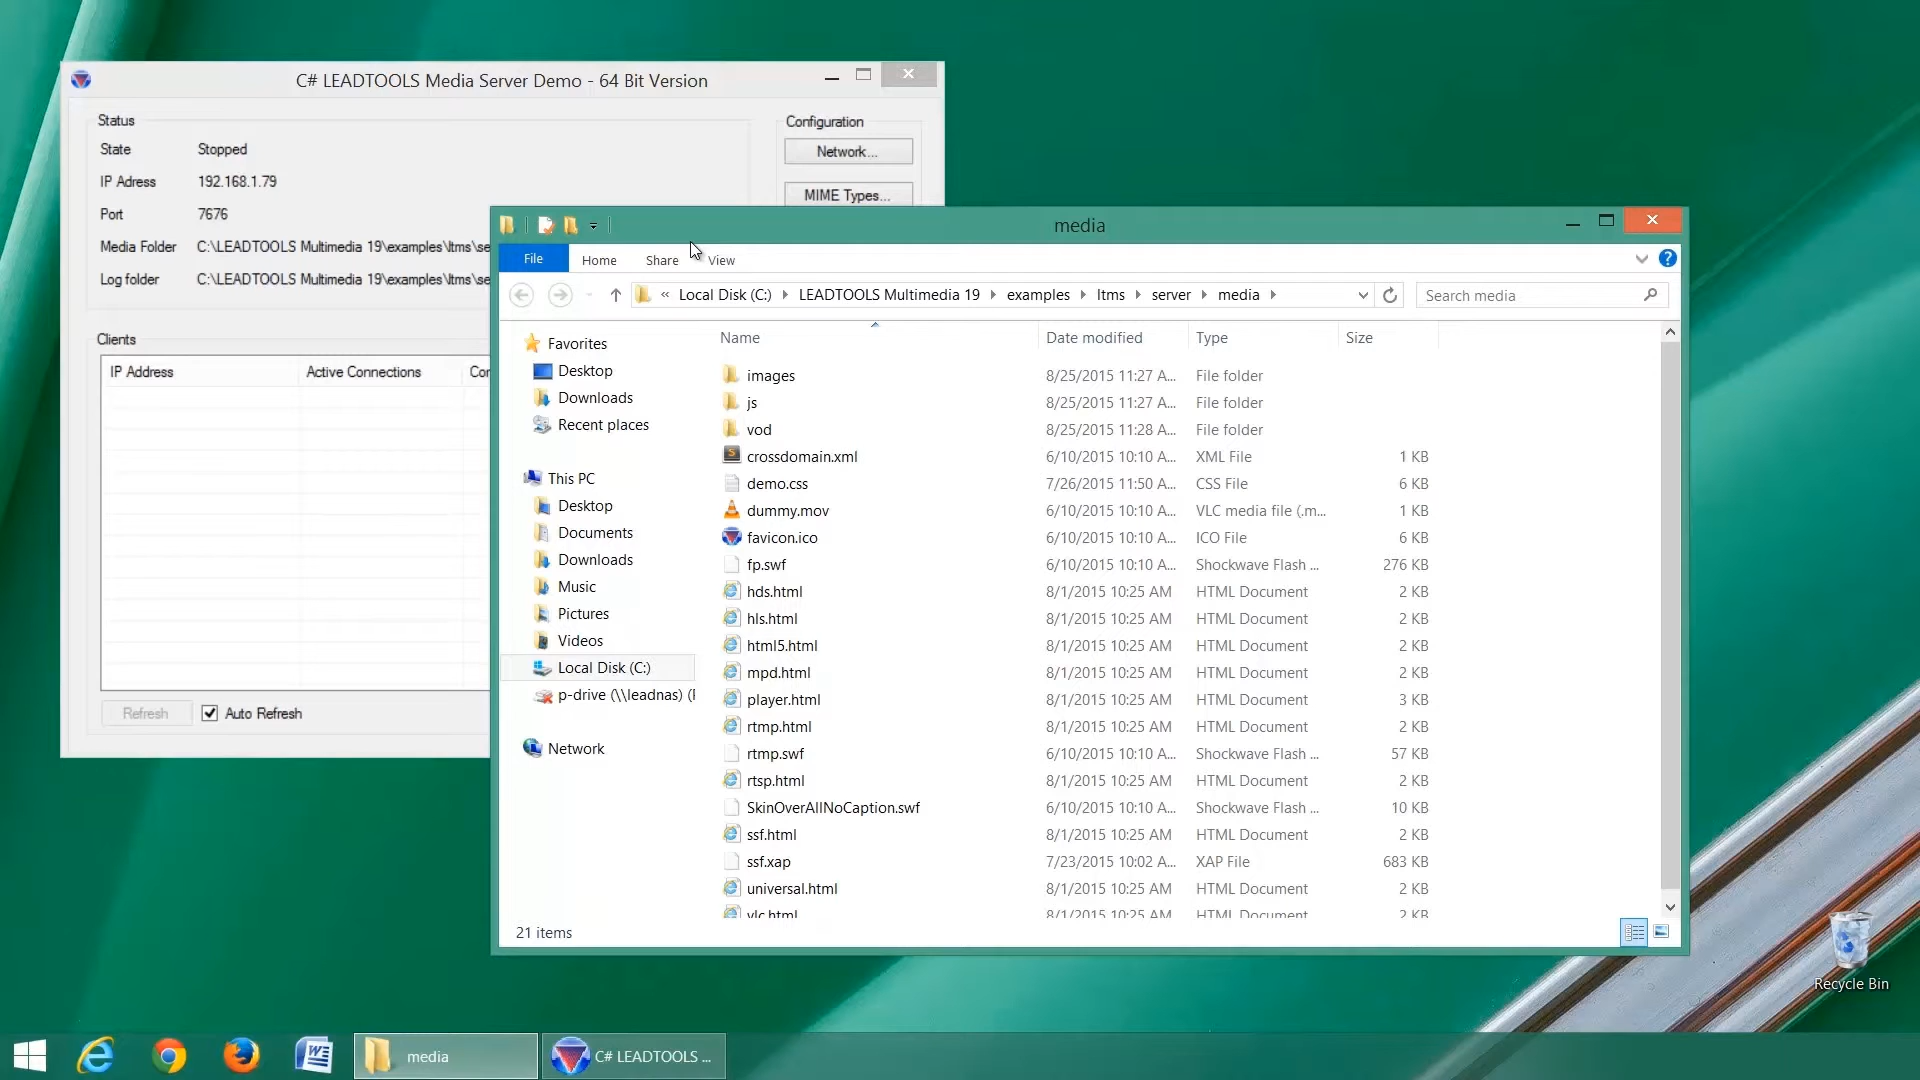 C# LEADTOOLS Media Server Demo - 64 Bit Version
Status
State Stopped
IP Adress 192.168.1.79
Port 7676
Media Folder C:\LEADTOOLS Multimedia 19\examples\ltms\se
Log folder C:\LEADTOOLS Multimedia 19\examples\ltms\se
Configuration
Network...
MIME Types...
Clients
IP Address Active Connections Cor
Refresh Auto Refresh
media
File Home Share View
« Local Disk (C:) LEADTOOLS Multimedia 19 examples ltms server media
Search media
Favorites
Desktop
Downloads
Recent places
This PC
Desktop
Documents
Downloads
Music
Pictures
Videos
Local Disk (C:)
p-drive (\\leadnas) (
Network
Name Date modified Type Size
images 8/25/2015 11:27 A... File folder
js 8/25/2015 11:27 A... File folder
vod 8/25/2015 11:28 A... File folder
crossdomain.xml 6/10/2015 10:10 A... XML File 1 KB
demo.css 7/26/2015 11:50 A... CSS File 6 KB
dummy.mov 6/10/2015 10:10 A... VLC media file (.m... 1 KB
favicon.ico 6/10/2015 10:10 A... ICO File 6 KB
fp.swf 6/10/2015 10:10 A... Shockwave Flash ... 276 KB
hds.html 8/1/2015 10:25 AM HTML Document 2 KB
hls.html 8/1/2015 10:25 AM HTML Document 2 KB
html5.html 8/1/2015 10:25 AM HTML Document 2 KB
mpd.html 8/1/2015 10:25 AM HTML Document 2 KB
player.html 8/1/2015 10:25 AM HTML Document 3 KB
rtmp.html 8/1/2015 10:25 AM HTML Document 2 KB
rtmp.swf 6/10/2015 10:10 A... Shockwave Flash ... 57 KB
rtsp.html 8/1/2015 10:25 AM HTML Document 2 KB
SkinOverAllNoCaption.swf 6/10/2015 10:10 A... Shockwave Flash ... 10 KB
ssf.html 8/1/2015 10:25 AM HTML Document 2 KB
ssf.xap 7/23/2015 10:02 A... XAP File 683 KB
universal.html 8/1/2015 10:25 AM HTML Document 2 KB
vlc.html 8/1/2015 10:25 AM HTML Document 2 KB
21 items
Recycle Bin
media
C# LEADTOOLS ...